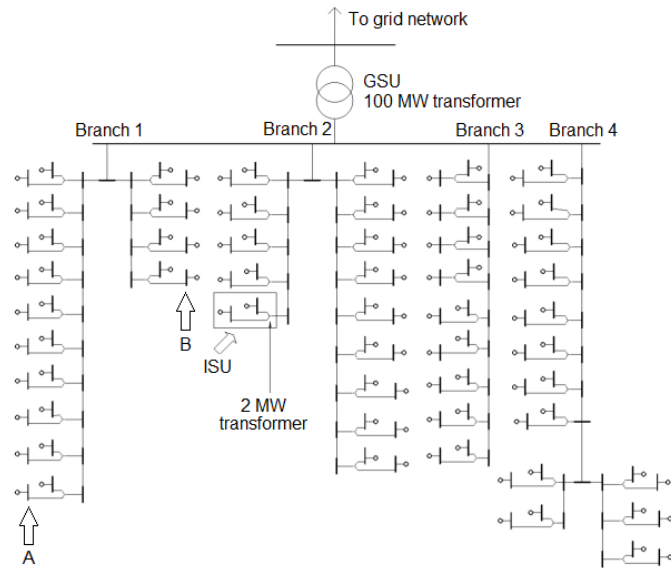 To grid network
GSU
100 MW transformer
Branch 1
Branch 2
Branch 3
Branch 4
B
ISU
2 MW
transformer
A